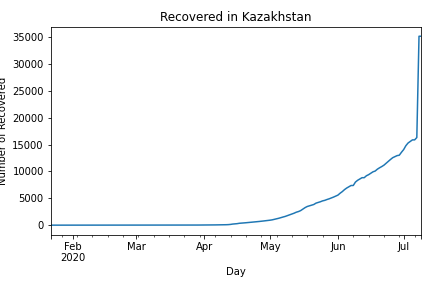 Recovered in Kazakhstan
35000
30000
25000
20000
15000
10000
5000
0
Number of Recovered
Feb Mar Apr May Jun Jul
2020
Day